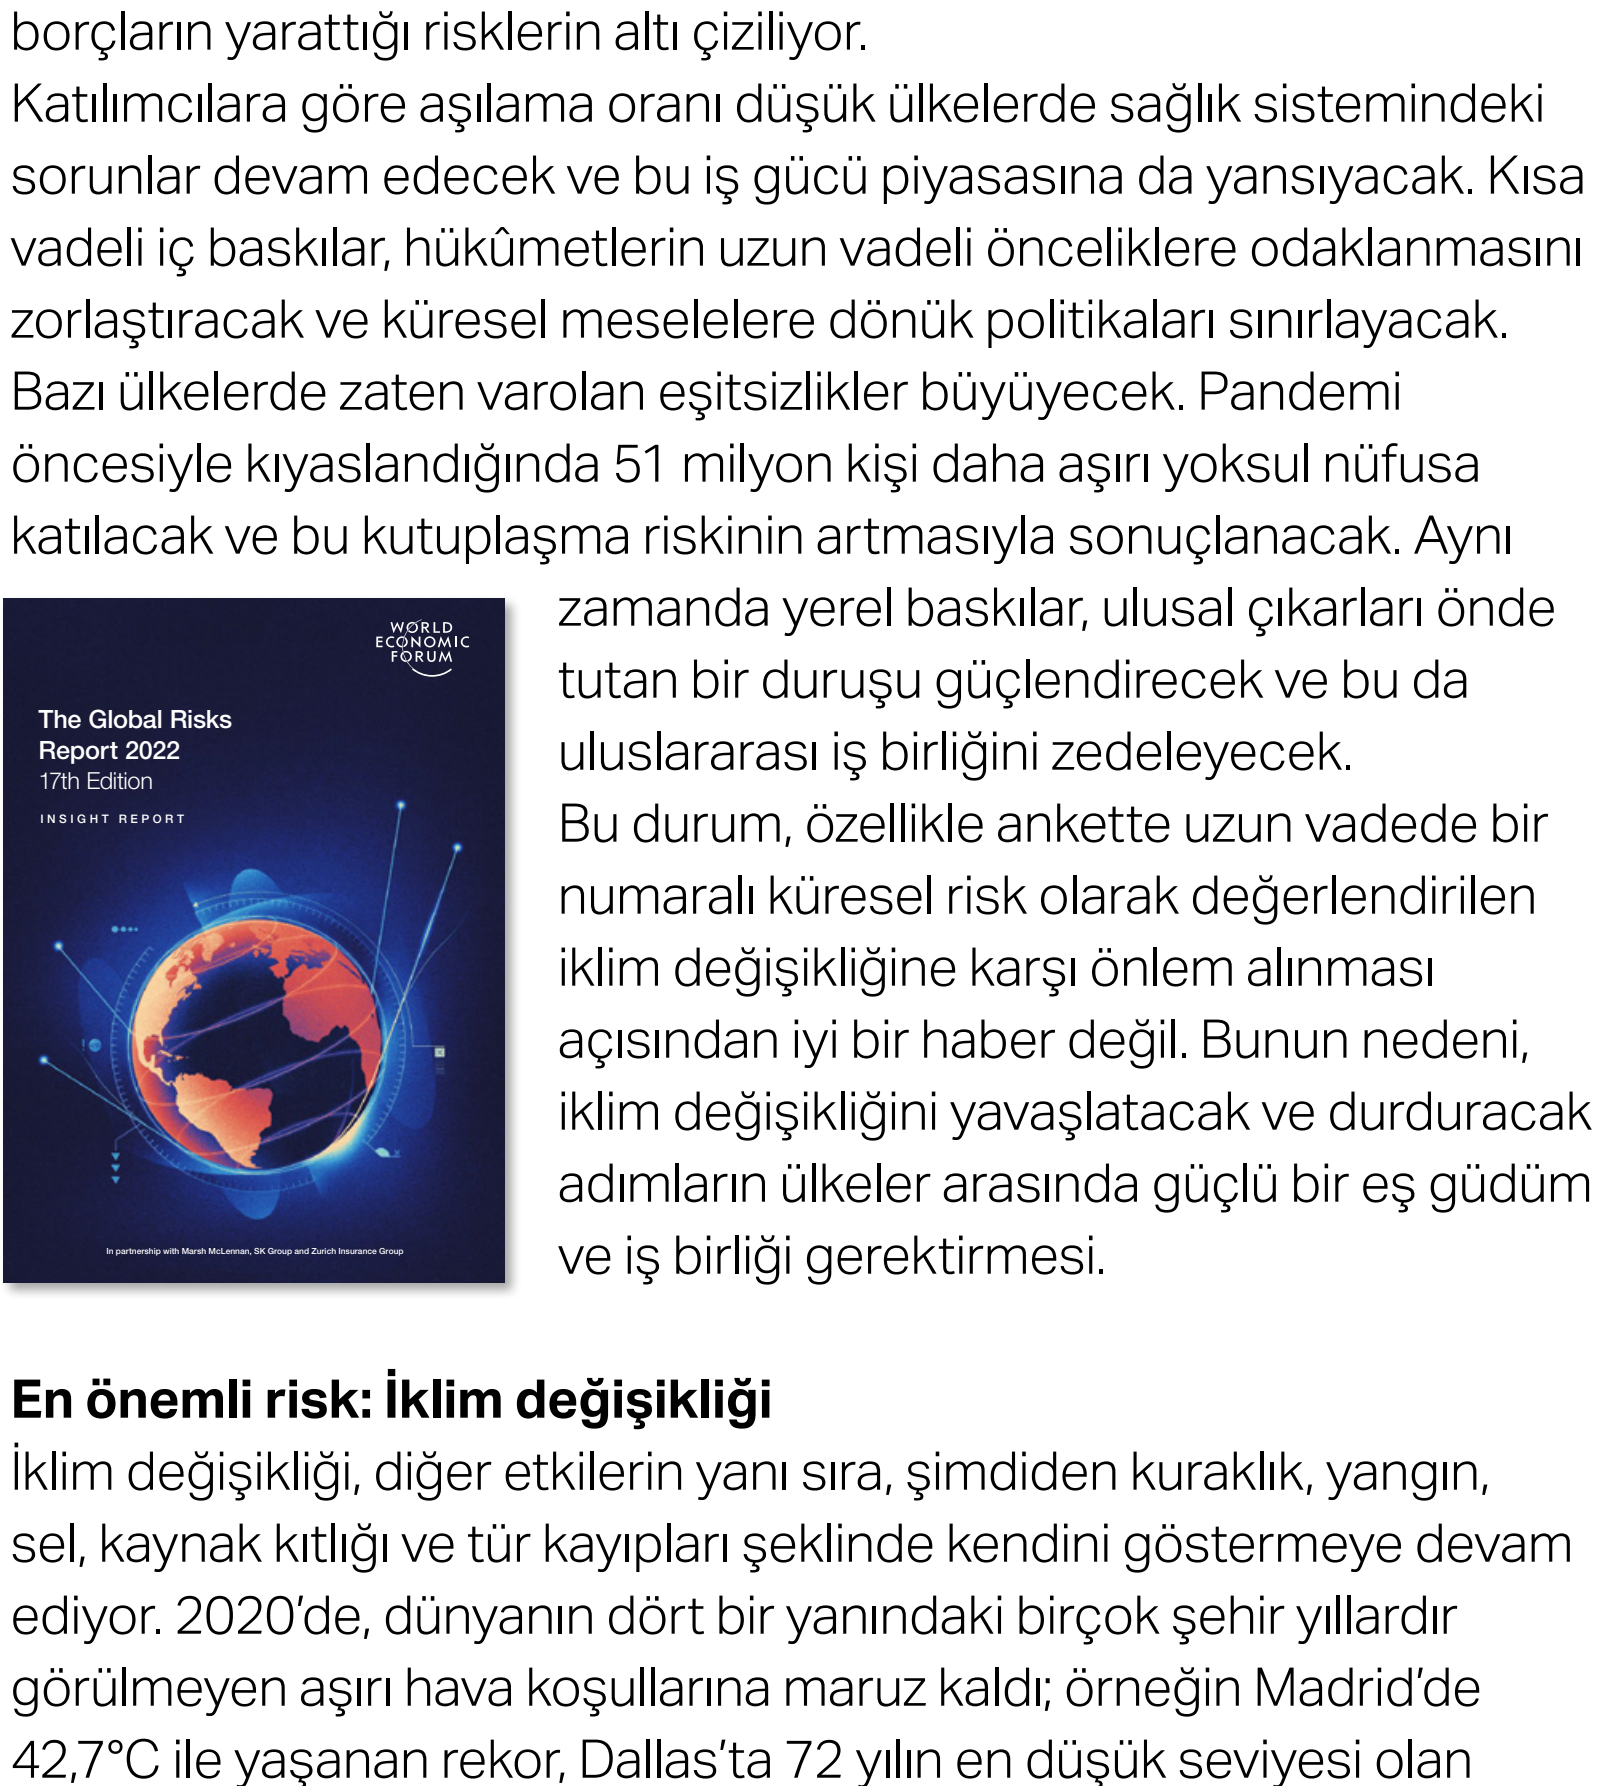 borçların yarattığı risklerin altı çiziliyor.
Katılımcılara göre aşılama oranı düşük ülkelerde sağlık sistemindeki
sorunlar devam edecek ve bu iş gücü piyasasına da yansıyacak. Kısa
vadeli iç baskılar, hükûmetlerin uzun vadeli önceliklere odaklanmasını
zorlaştıracak ve küresel meselelere dönük politikaları sınırlayacak.
Bazı ülkelerde zaten varolan eşitsizlikler büyüyecek. Pandemi
öncesiyle kıyaslandığında 51 milyon kişi daha aşırı yoksul nüfusa
katılacak ve bu kutuplaşma riskinin artmasıyla sonuçlanacak. Aynı
zamanda yerel baskılar, ulusal çıkarları önde
tutan bir duruşu güçlendirecek ve bu da
uluslararası iş birliğini zedeleyecek.
Bu durum, özellikle ankette uzun vadede bir
numaralı küresel risk olarak değerlendirilen
iklim değişikliğine karşı önlem alınması
açısından iyi bir haber değil. Bunun nedeni,
iklim değişikliğini yavaşlatacak ve durduracak
adımların ülkeler arasında güçlü bir eş güdüm
ve iş birliği gerektirmesi.
WORLD
ECONOMIC
FORUM
The Global Risks
Report 2022
17th Edition
INSIGHT REPORT
In partnership with Marsh McLennan, SK Group and Zurich Insurance Group
En önemli risk: İklim değişikliği
İklim değişikliği, diğer etkilerin yanı sıra, şimdiden kuraklık, yangın,
sel, kaynak kıtlığı ve tür kayıpları şeklinde kendini göstermeye devam
ediyor. 2020’de, dünyanın dört bir yanındaki birçok şehir yıllardır
görülmeyen aşırı hava koşullarına maruz kaldı; örneğin Madrid’de
42,7°C ile yaşanan rekor, Dallas’ta 72 yılın en düşük seviyesi olan